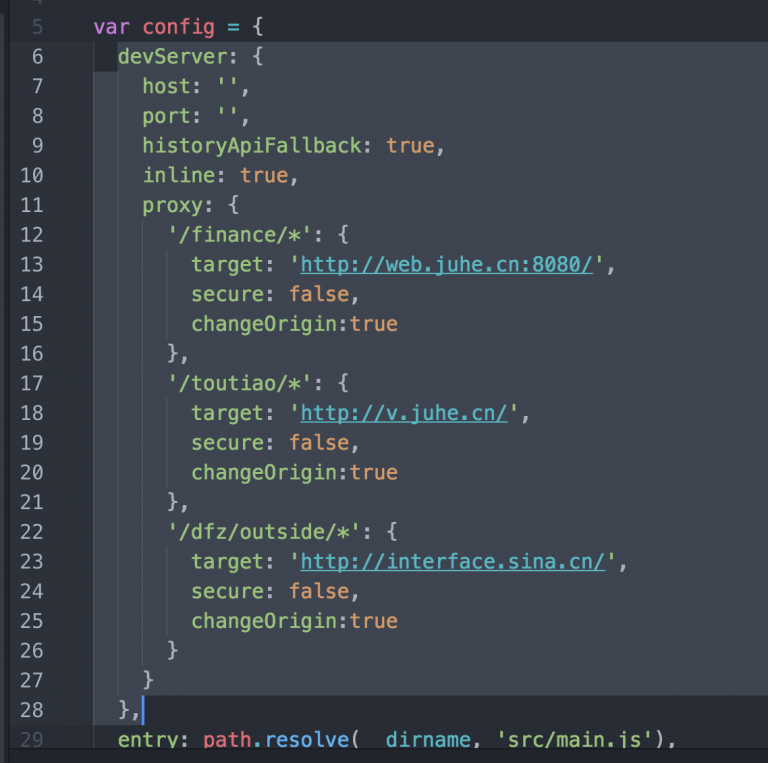 5 var config = {
6 devServer: {
7 host: '',
8 port: '',
9 historyApiFallback: true,
10 inline: true,
11 proxy: {
12 '/finance/*': {
13 target: 'http://web.juhe.cn:8080/',
14 secure: false,
15 changeOrigin:true
16 },
17 '/toutiao/*': {
18 target: 'http://v.juhe.cn/',
19 secure: false,
20 changeOrigin:true
21 },
22 '/dfz/outside/*': {
23 target: 'http://interface.sina.cn/',
24 secure: false,
25 changeOrigin:true
26 }
27 }
28 },
29 entry: path.resolve(__dirname, 'src/main.js'),